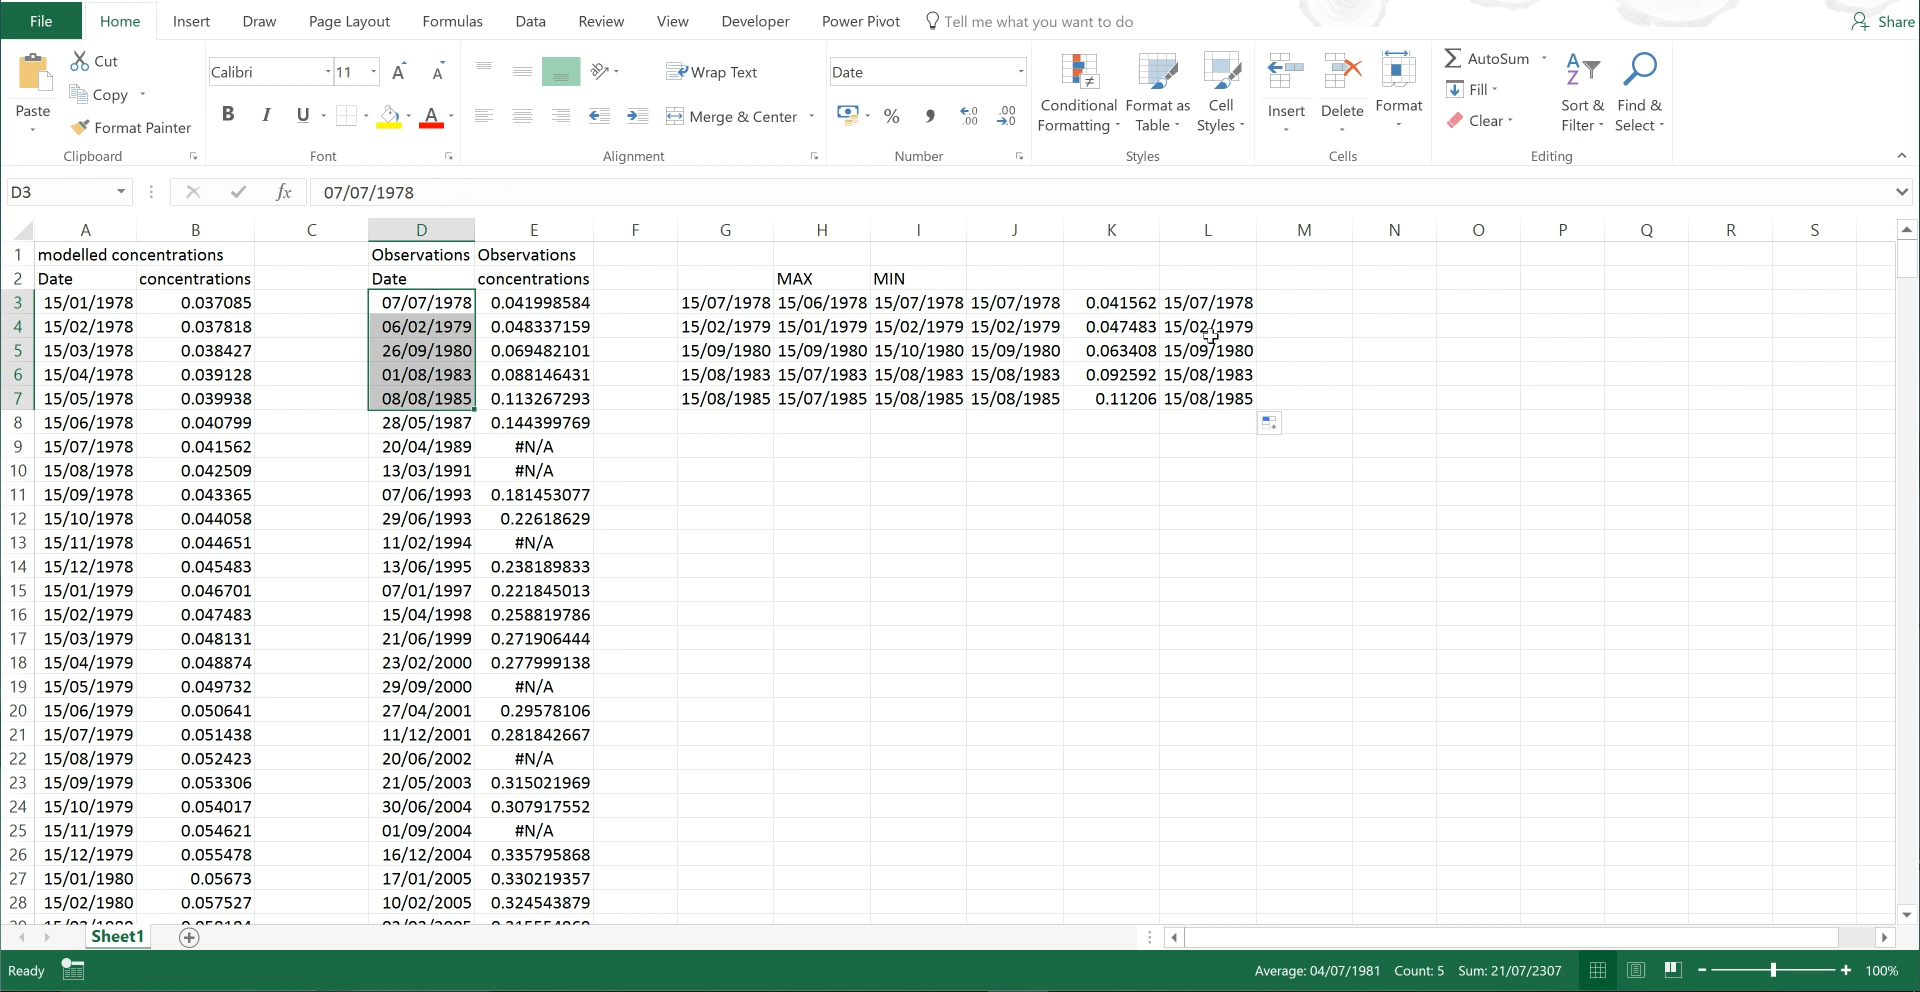 File Home Insert Draw Page Layout Formulas Data Review View Developer Power Pivot Tell me what you want to do Share
Paste Cut Copy Format Painter
Clipboard
Calibri 11 A A
B I U A
Font
Wrap Text
Merge & Center
Alignment
Date
% , .0 .00 .00 .0
Number
Conditional Formatting Format as Table Cell Styles
Styles
Insert Delete Format
Cells
AutoSum
Fill
Clear
Sort & Filter Find & Select
Editing
D3 fx 07/07/1978
A B C D E F G H I J K L M N O P Q R S
1 modelled concentrations Observations Observations
2 Date concentrations Date concentrations MAX MIN
3 15/01/1978 0.037085 07/07/1978 0.041998584 15/07/1978 15/06/1978 15/07/1978 15/07/1978 0.041562 15/07/1978
4 15/02/1978 0.037818 06/02/1979 0.048337159 15/02/1979 15/01/1979 15/02/1979 15/02/1979 0.047483 15/02/1979
5 15/03/1978 0.038427 26/09/1980 0.069482101 15/09/1980 15/09/1980 15/10/1980 15/09/1980 0.063408 15/09/1980
6 15/04/1978 0.039128 01/08/1983 0.088146431 15/08/1983 15/07/1983 15/08/1983 15/08/1983 0.092592 15/08/1983
7 15/05/1978 0.039938 08/08/1985 0.113267293 15/08/1985 15/07/1985 15/08/1985 15/08/1985 0.11206 15/08/1985
8 15/06/1978 0.040799 28/05/1987 0.144399769
9 15/07/1978 0.041562 20/04/1989 #N/A
10 15/08/1978 0.042509 13/03/1991 #N/A
11 15/09/1978 0.043365 07/06/1993 0.181453077
12 15/10/1978 0.044058 29/06/1993 0.22618629
13 15/11/1978 0.044651 11/02/1994 #N/A
14 15/12/1978 0.045483 13/06/1995 0.238189833
15 15/01/1979 0.046701 07/01/1997 0.221845013
16 15/02/1979 0.047483 15/04/1998 0.258819786
17 15/03/1979 0.048131 21/06/1999 0.271906444
18 15/04/1979 0.048874 23/02/2000 0.277999138
19 15/05/1979 0.049732 29/09/2000 #N/A
20 15/06/1979 0.050641 27/04/2001 0.29578106
21 15/07/1979 0.051438 11/12/2001 0.281842667
22 15/08/1979 0.052423 20/06/2002 #N/A
23 15/09/1979 0.053306 21/05/2003 0.315021969
24 15/10/1979 0.054017 30/06/2004 0.307917552
25 15/11/1979 0.054621 01/09/2004 #N/A
26 15/12/1979 0.055478 16/12/2004 0.335795868
27 15/01/1980 0.05673 17/01/2005 0.330219357
28 15/02/1980 0.057527 10/02/2005 0.324543879
Sheet1
Ready Average: 04/07/1981 Count: 5 Sum: 21/07/2307 100%